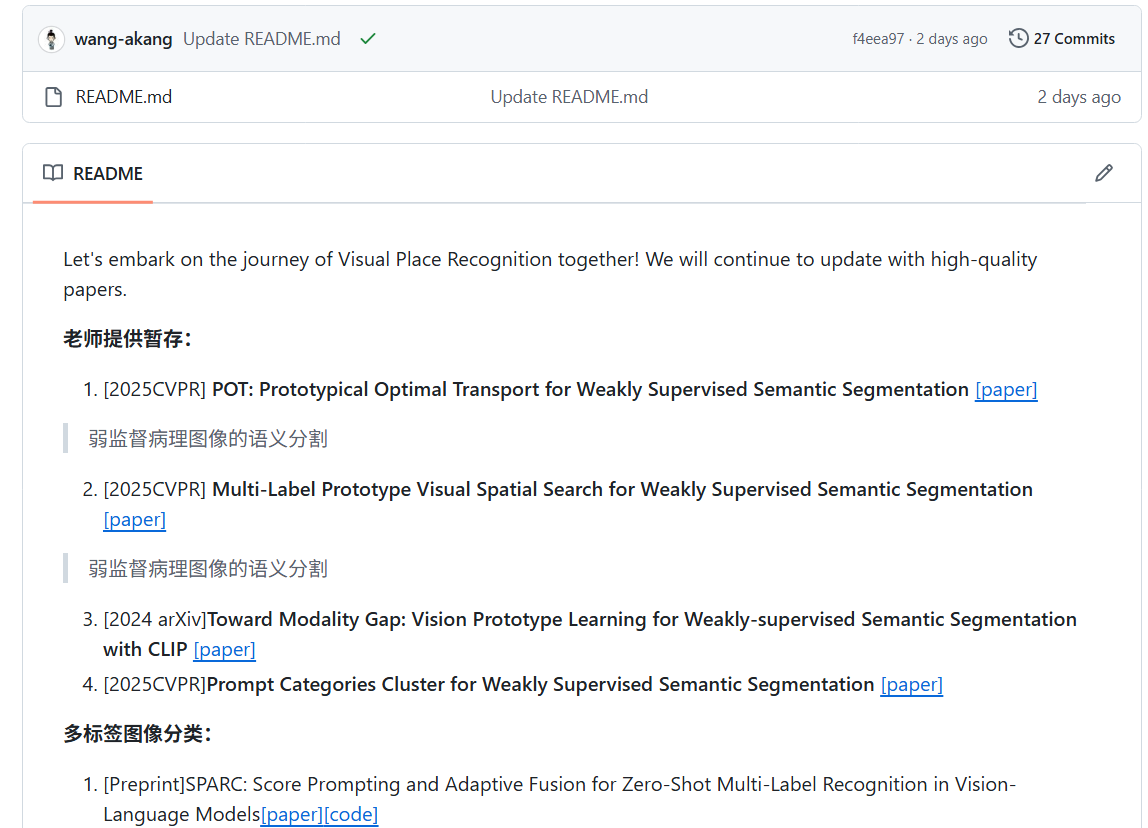 wang-akang Update README.md f4eea97 · 2 days ago 27 Commits
README.md Update README.md 2 days ago
README
Let's embark on the journey of Visual Place Recognition together! We will continue to update with high-quality
papers.
老师提供暂存：
1. [2025CVPR] POT: Prototypical Optimal Transport for Weakly Supervised Semantic Segmentation [paper]
弱监督病理图像的语义分割
2. [2025CVPR] Multi-Label Prototype Visual Spatial Search for Weakly Supervised Semantic Segmentation
[paper]
弱监督病理图像的语义分割
3. [2024 arXiv]Toward Modality Gap: Vision Prototype Learning for Weakly-supervised Semantic Segmentation
with CLIP [paper]
4. [2025CVPR]Prompt Categories Cluster for Weakly Supervised Semantic Segmentation [paper]
多标签图像分类：
1. [Preprint]SPARC: Score Prompting and Adaptive Fusion for Zero-Shot Multi-Label Recognition in Vision-
Language Models[paper][code]